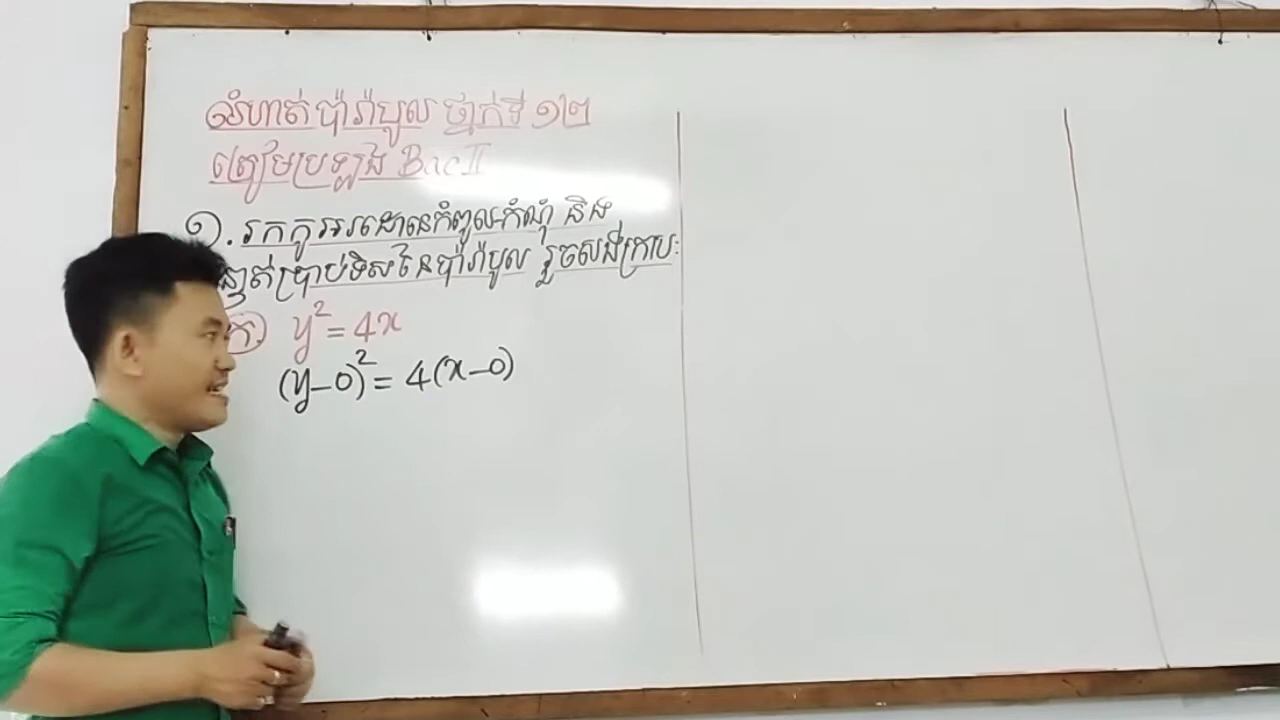 លំហាត់ ប៉ារ៉ាបូល ថ្នាក់ទី ១២
ត្រៀមប្រឡង Bac II
១. រកកូអរដោនេកំពូល កំណុំ និង
បន្ទាត់ប្រាប់ទិសនៃប៉ារ៉ាបូល រួចសង់ក្រាប:
ក. y² = 4x
(y-0)² = 4(x-0)